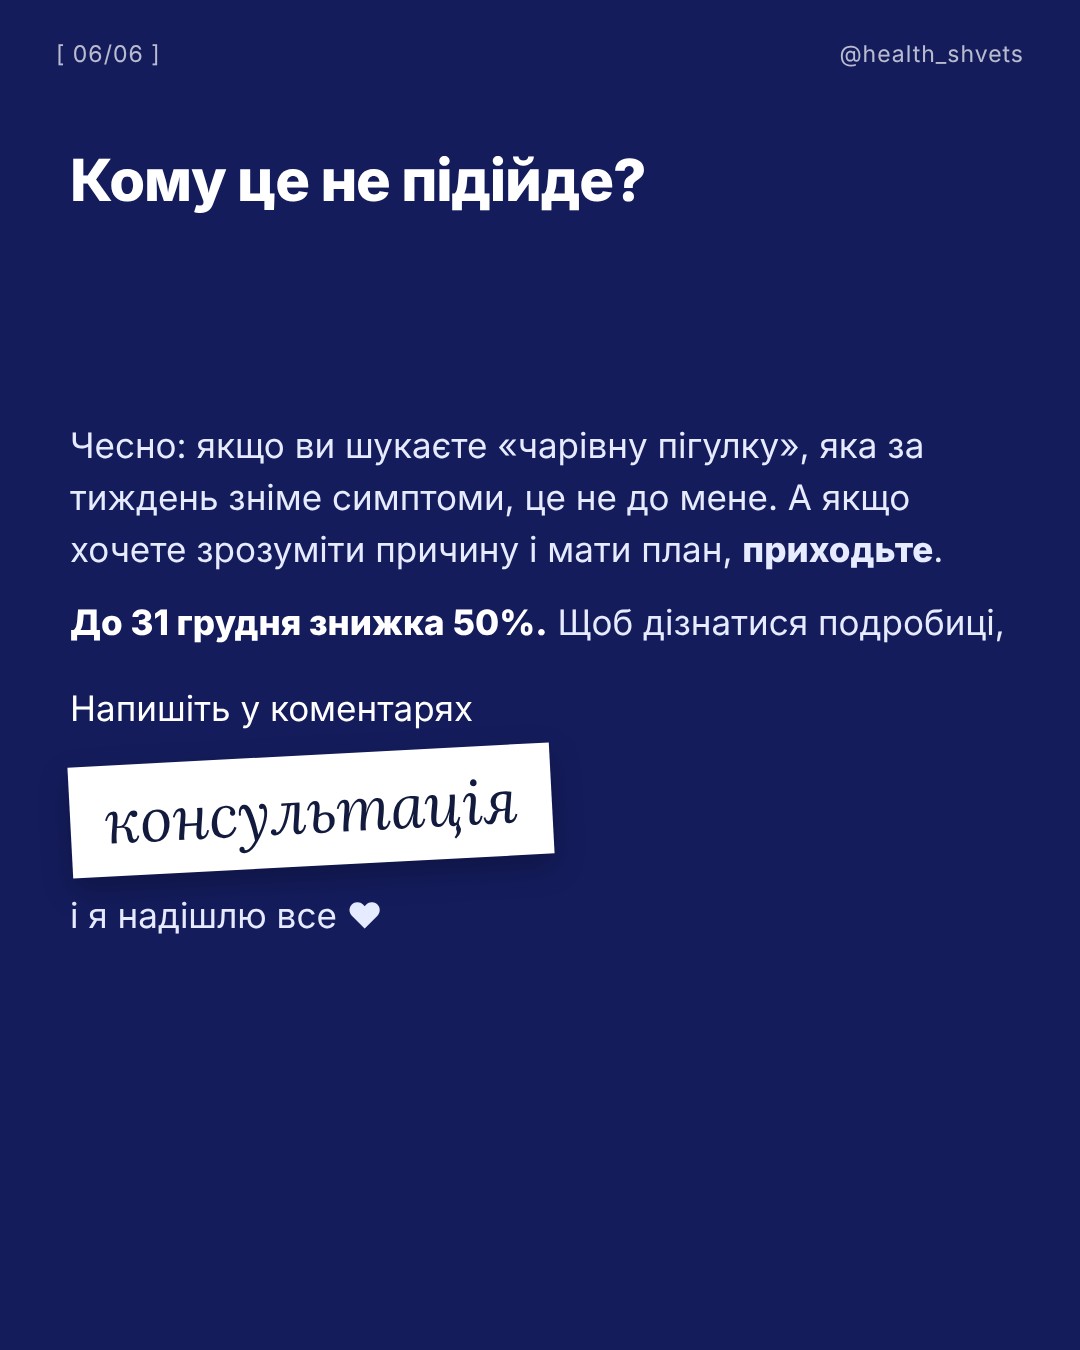 [ 06/06 ]
@health_shvets
Кому це не підійде?
Чесно: якщо ви шукаєте «чарівну пігулку», яка за
тиждень зніме симптоми, це не до мене. А якщо
хочете зрозуміти причину і мати план, приходьте.
До 31 грудня знижка 50%. Щоб дізнатися подробиці,
Напишіть у коментарях
консультація
і я надішлю все ♥